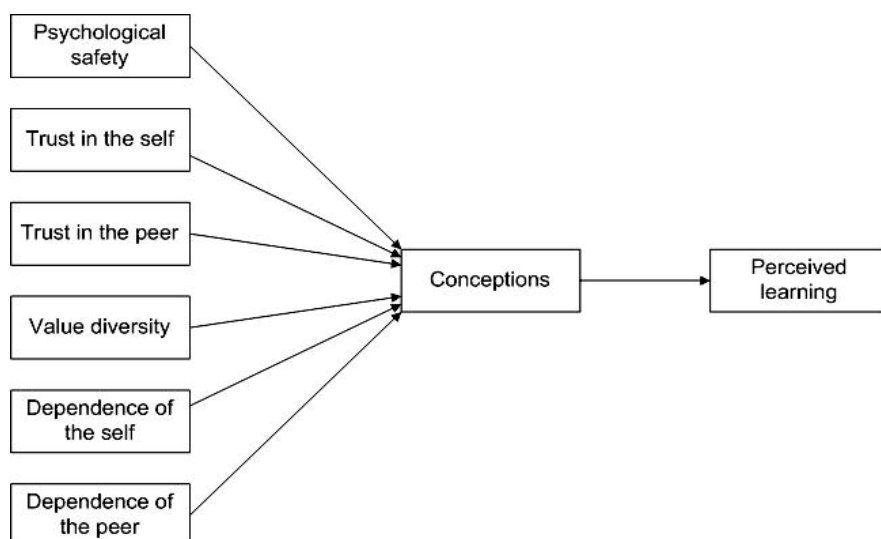 Psychological
safety
Trust in the self
Trust in the peer
Value diversity
Dependence of
the self
Dependence of
the peer
Conceptions
Perceived
learning